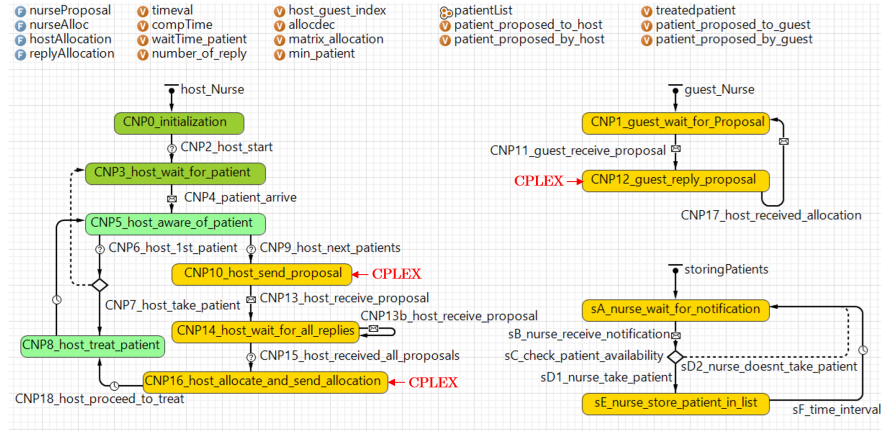 nurseProposal
nurseAlloc
hostAllocation
replyAllocation
timeval
compTime
waitTime_patient
number_of_reply
host_guest_index
allocdec
matrix_allocation
min_patient
patientList
patient_proposed_to_host
patient_proposed_by_host
treatedpatient
patient_proposed_to_guest
patient_proposed_by_guest
host_Nurse
CNP0_initialization
CNP2_host_start
CNP3_host_wait_for_patient
CNP4_patient_arrive
CNP5_host_aware_of_patient
CNP6_host_1st_patient
CNP9_host_next_patients
CNP10_host_send_proposal
CPLEX
CNP7_host_take_patient
CNP13_host_receive_proposal
CNP13b_host_receive_proposal
CNP14_host_wait_for_all_replies
CNP8_host_treat_patient
CNP15_host_received_all_proposals
CNP16_host_allocate_and_send_allocation
CPLEX
CNP18_host_proceed_to_treat
guest_Nurse
CNP1_guest_wait_for_Proposal
CNP11_guest_receive_proposal
CPLEX
CNP12_guest_reply_proposal
CNP17_host_received_allocation
storingPatients
sA_nurse_wait_for_notification
sB_nurse_receive_notification
sC_check_patient_availability
sD2_nurse_doesnt_take_patient
sD1_nurse_take_patient
sE_nurse_store_patient_in_list
sF_time_interval